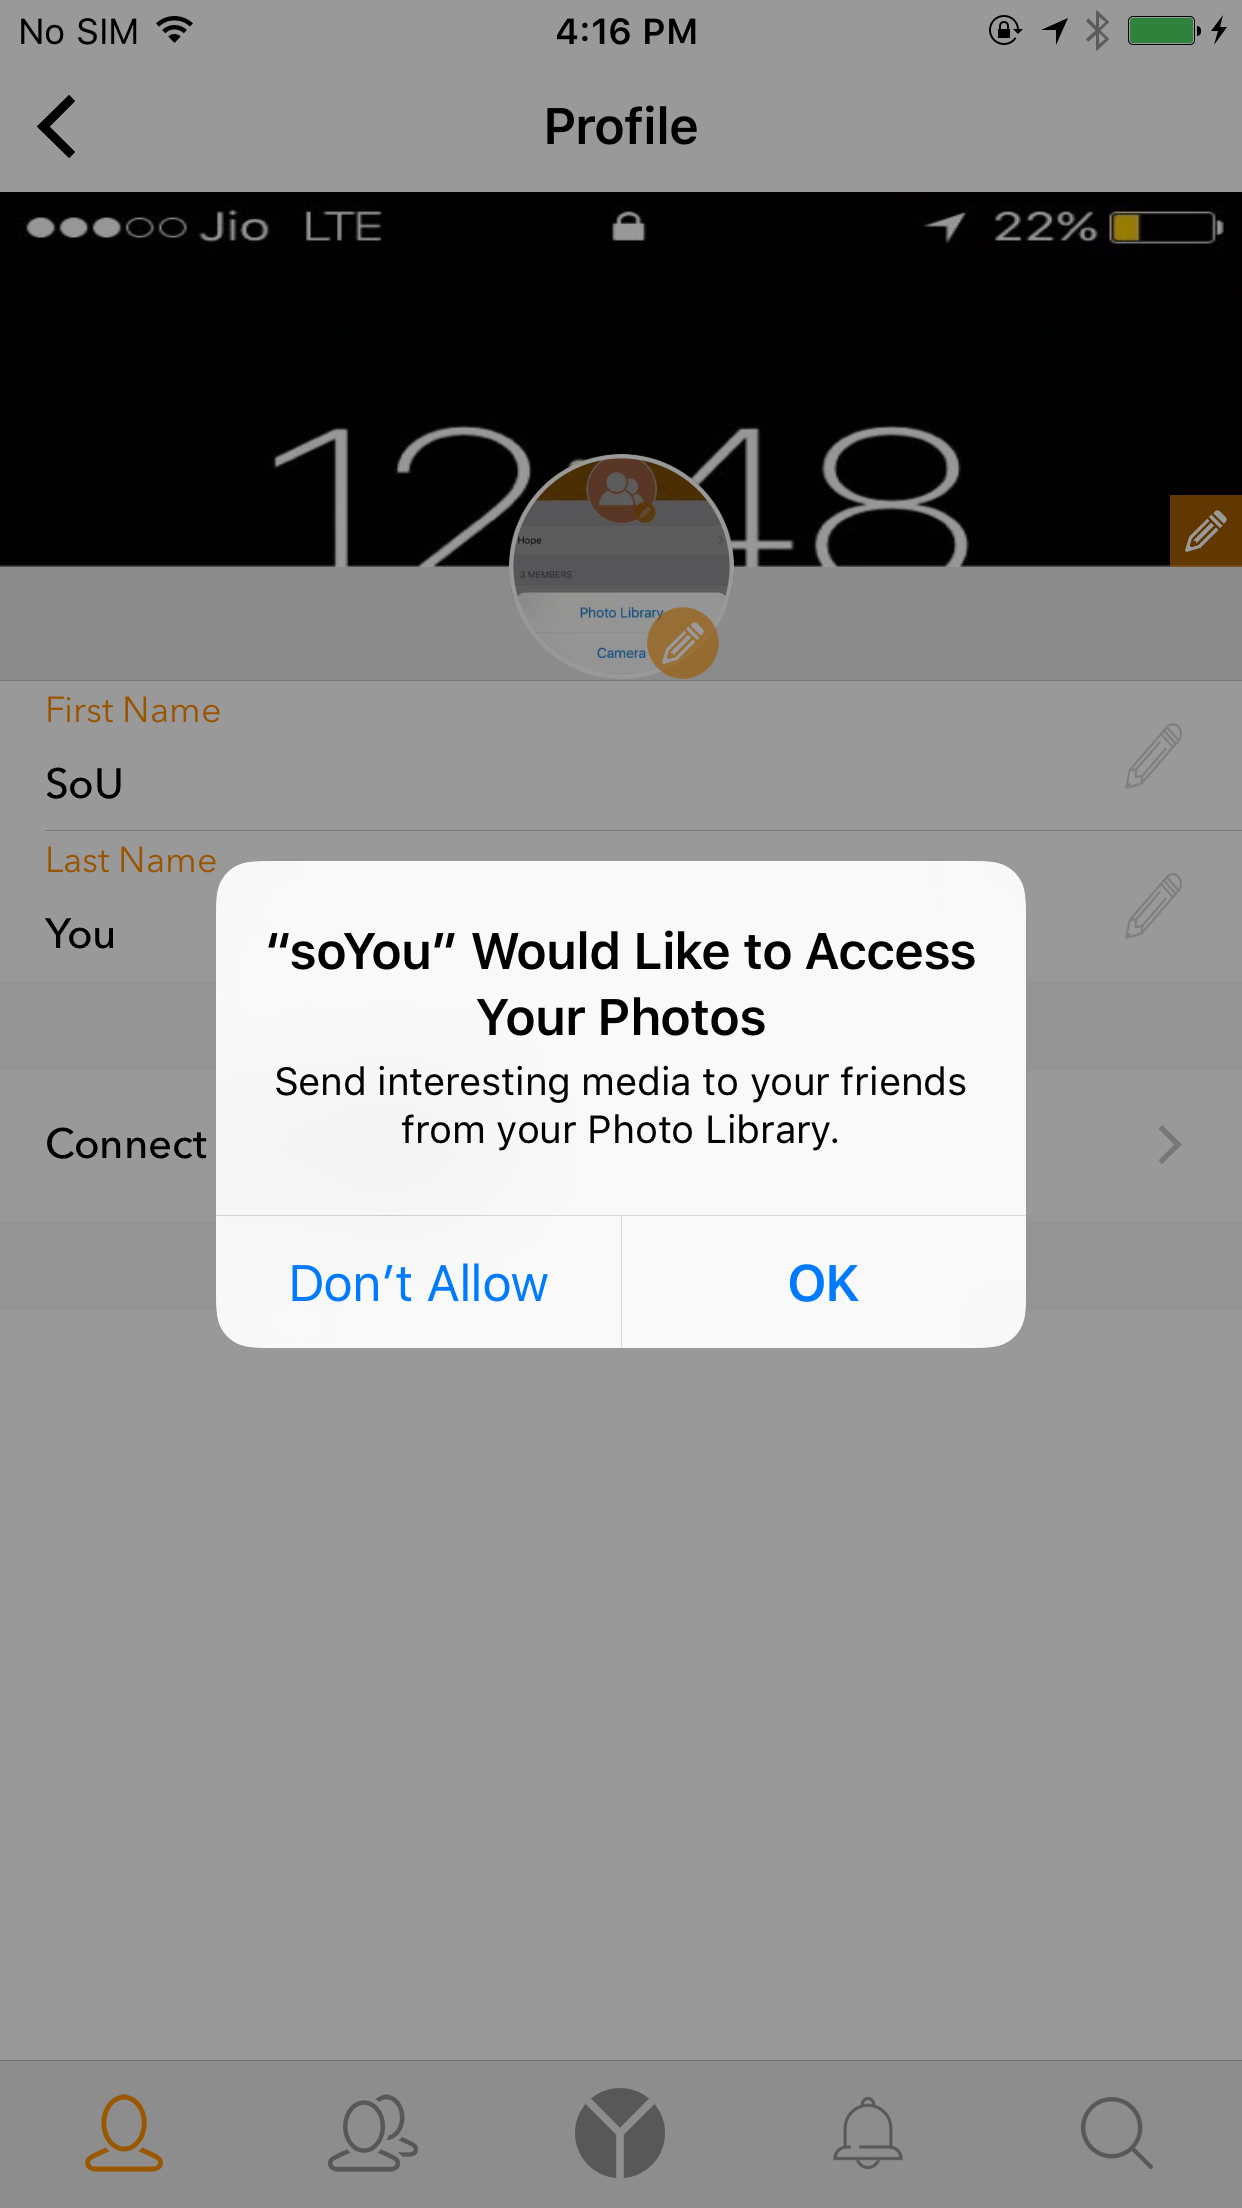 No SIM 4:16 PM
Profile
Jio LTE 22%
12:48
Hope
3 MEMBERS
Photo Library
Camera
First Name
SoU
Last Name
You
“soYou” Would Like to Access
Your Photos
Send interesting media to your friends
from your Photo Library.
Connect
Don’t Allow OK